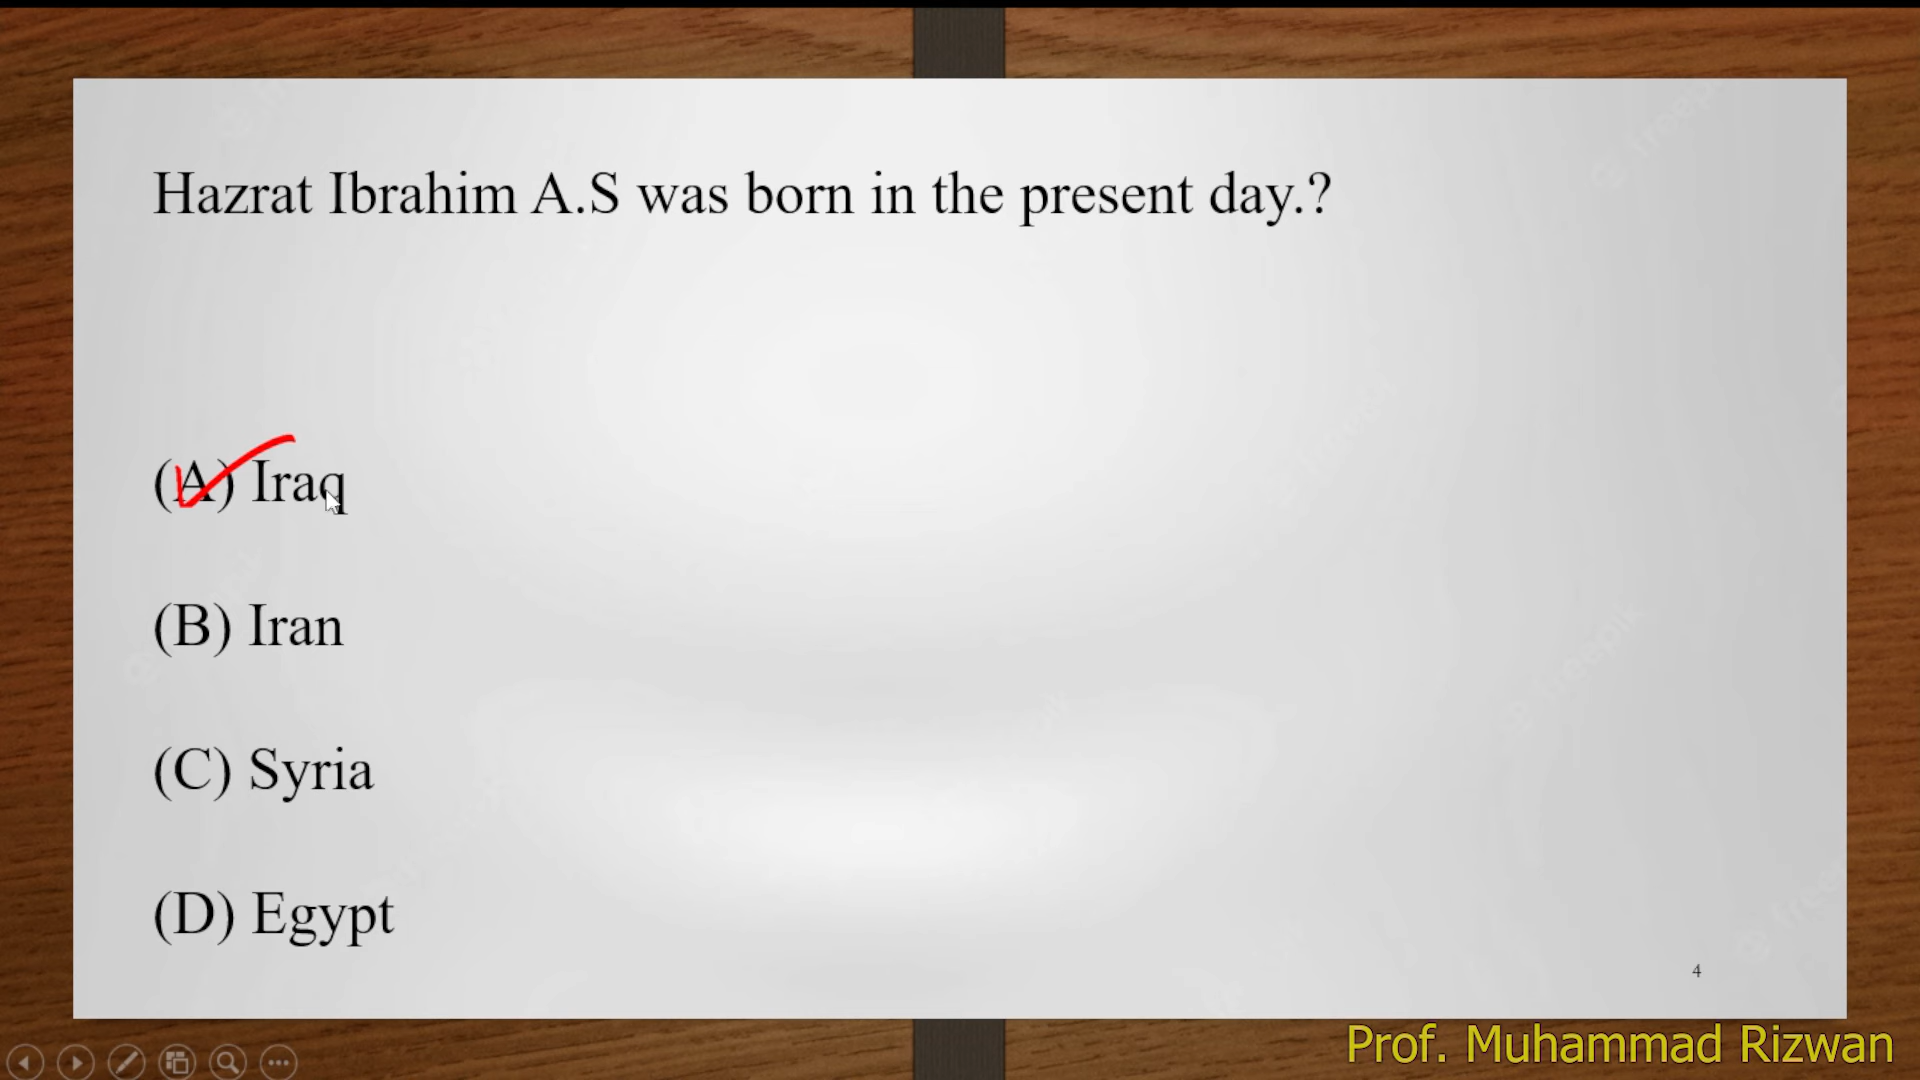 Hazrat Ibrahim A.S was born in the present day.?
(A) Iraq
(B) Iran
(C) Syria
(D) Egypt
4
Prof. Muhammad Rizwan